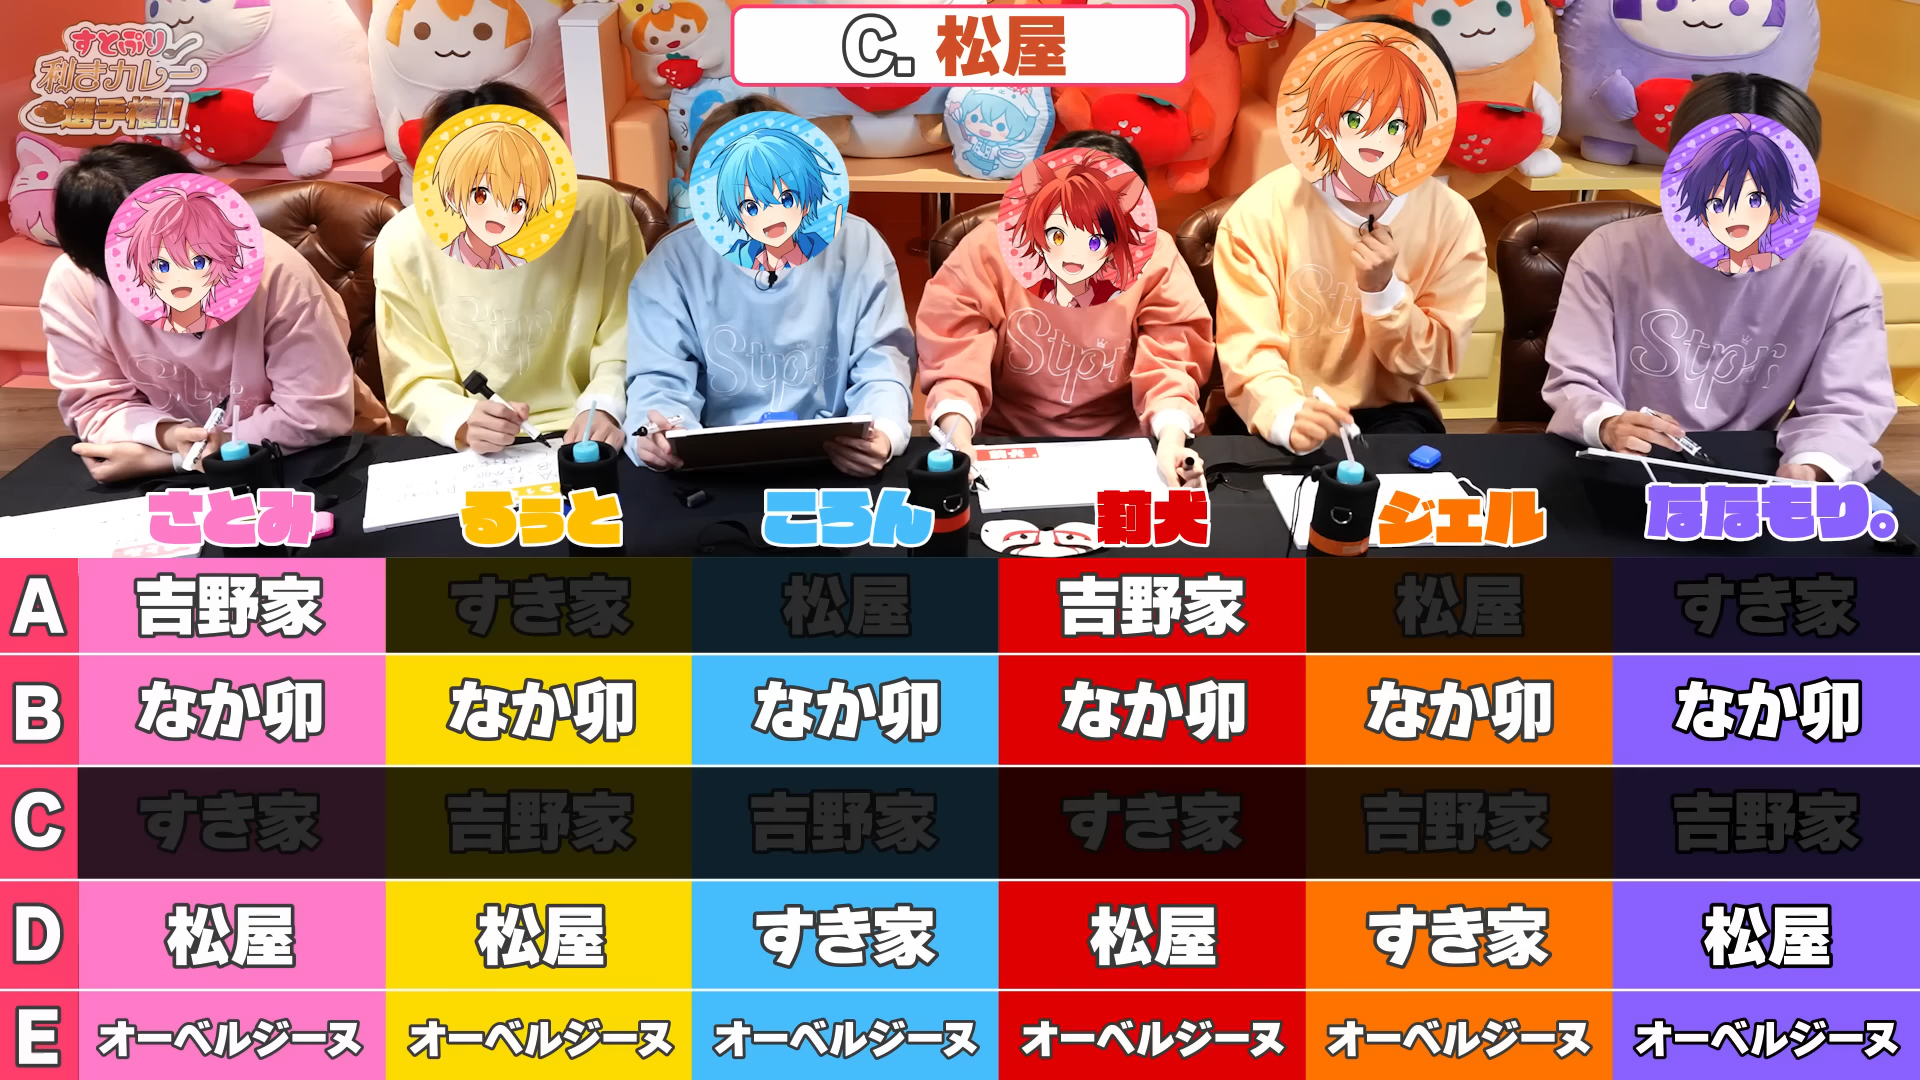 すとぷり
利きカレー
選手権!!
C. 松屋
Stpr
Stpr
Stpr
Stpr
莉犬
さとみ るぅと ころん 莉犬 ジェル ななもり。
A 吉野家 すき家 松屋 吉野家 松屋 すき家
B なか卯 なか卯 なか卯 なか卯 なか卯 なか卯
C すき家 吉野家 吉野家 すき家 吉野家 吉野家
D 松屋 松屋 すき家 松屋 すき家 松屋
E オーベルジーヌ オーベルジーヌ オーベルジーヌ オーベルジーヌ オーベルジーヌ オーベルジーヌ